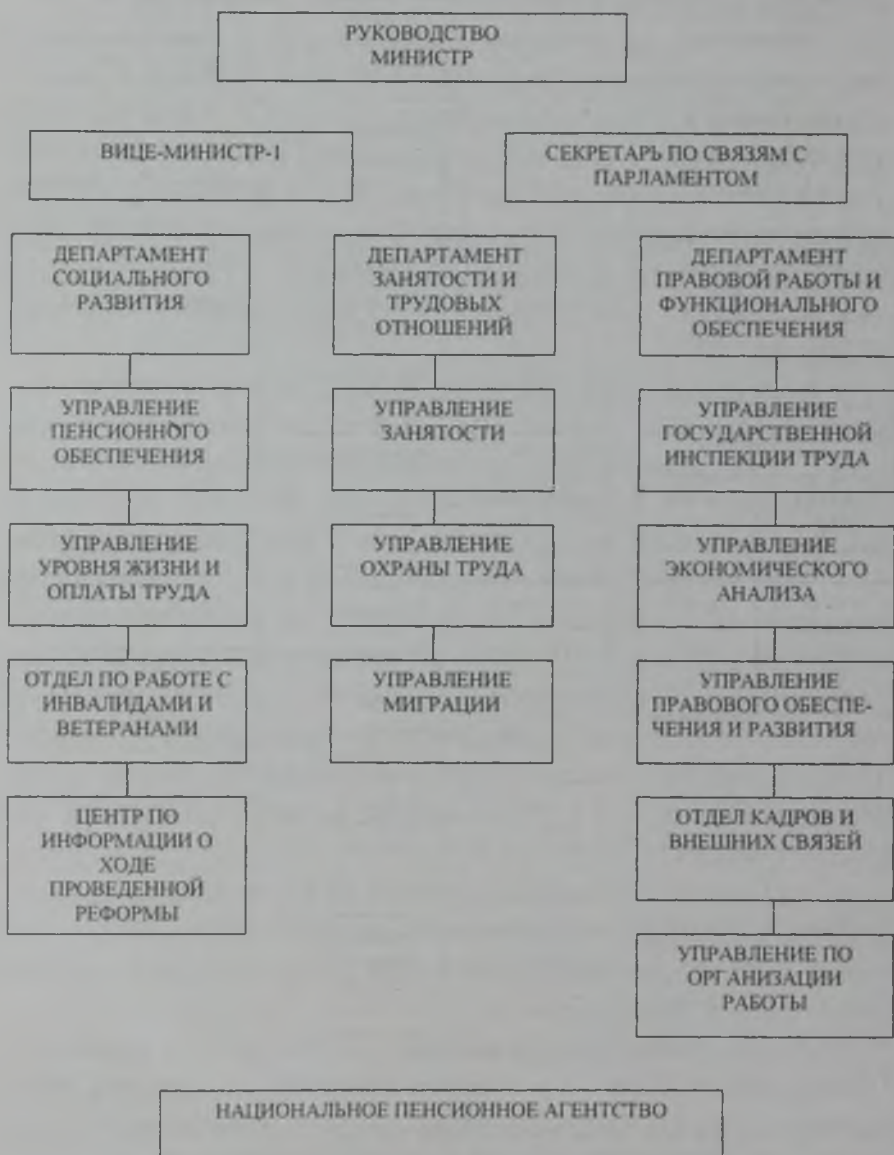 РУКОВОДСТВО
МИНИСТР
ВИЦЕ-МИНИСТР-1
СЕКРЕТАРЬ ПО СВЯЗЯМ С
ПАРЛАМЕНТОМ
ДЕПАРТАМЕНТ
СОЦИАЛЬНОГО
РАЗВИТИЯ
УПРАВЛЕНИЕ
ПЕНСИОННОГО
ОБЕСПЕЧЕНИЯ
УПРАВЛЕНИЕ
УРОВНЯ ЖИЗНИ И
ОПЛАТЫ ТРУДА
ОТДЕЛ ПО РАБОТЕ С
ИНВАЛИДАМИ И
ВЕТЕРАНАМИ
ЦЕНТР ПО
ИНФОРМАЦИИ О
ХОДЕ
ПРОВЕДЕННОЙ
РЕФОРМЫ
ДЕПАРТАМЕНТ
ЗАНЯТОСТИ И
ТРУДОВЫХ
ОТНОШЕНИЙ
УПРАВЛЕНИЕ
ЗАНЯТОСТИ
УПРАВЛЕНИЕ
ОХРАНЫ ТРУДА
УПРАВЛЕНИЕ
МИГРАЦИИ
ДЕПАРТАМЕНТ
ПРАВОВОЙ РАБОТЫ И
ФУНКЦИОНАЛЬНОГО
ОБЕСПЕЧЕНИЯ
УПРАВЛЕНИЕ
ГОСУДАРСТВЕННОЙ
ИНСПЕКЦИИ ТРУДА
УПРАВЛЕНИЕ
ЭКОНОМИЧЕСКОГО
АНАЛИЗА
УПРАВЛЕНИЕ
ПРАВОВОГО ОБЕСПЕ-
ЧЕНИЯ И РАЗВИТИЯ
ОТДЕЛ КАДРОВ И
ВНЕШНИХ СВЯЗЕЙ
УПРАВЛЕНИЕ ПО
ОРГАНИЗАЦИИ
РАБОТЫ
НАЦИОНАЛЬНОЕ ПЕНСИОННОЕ АГЕНТСТВО